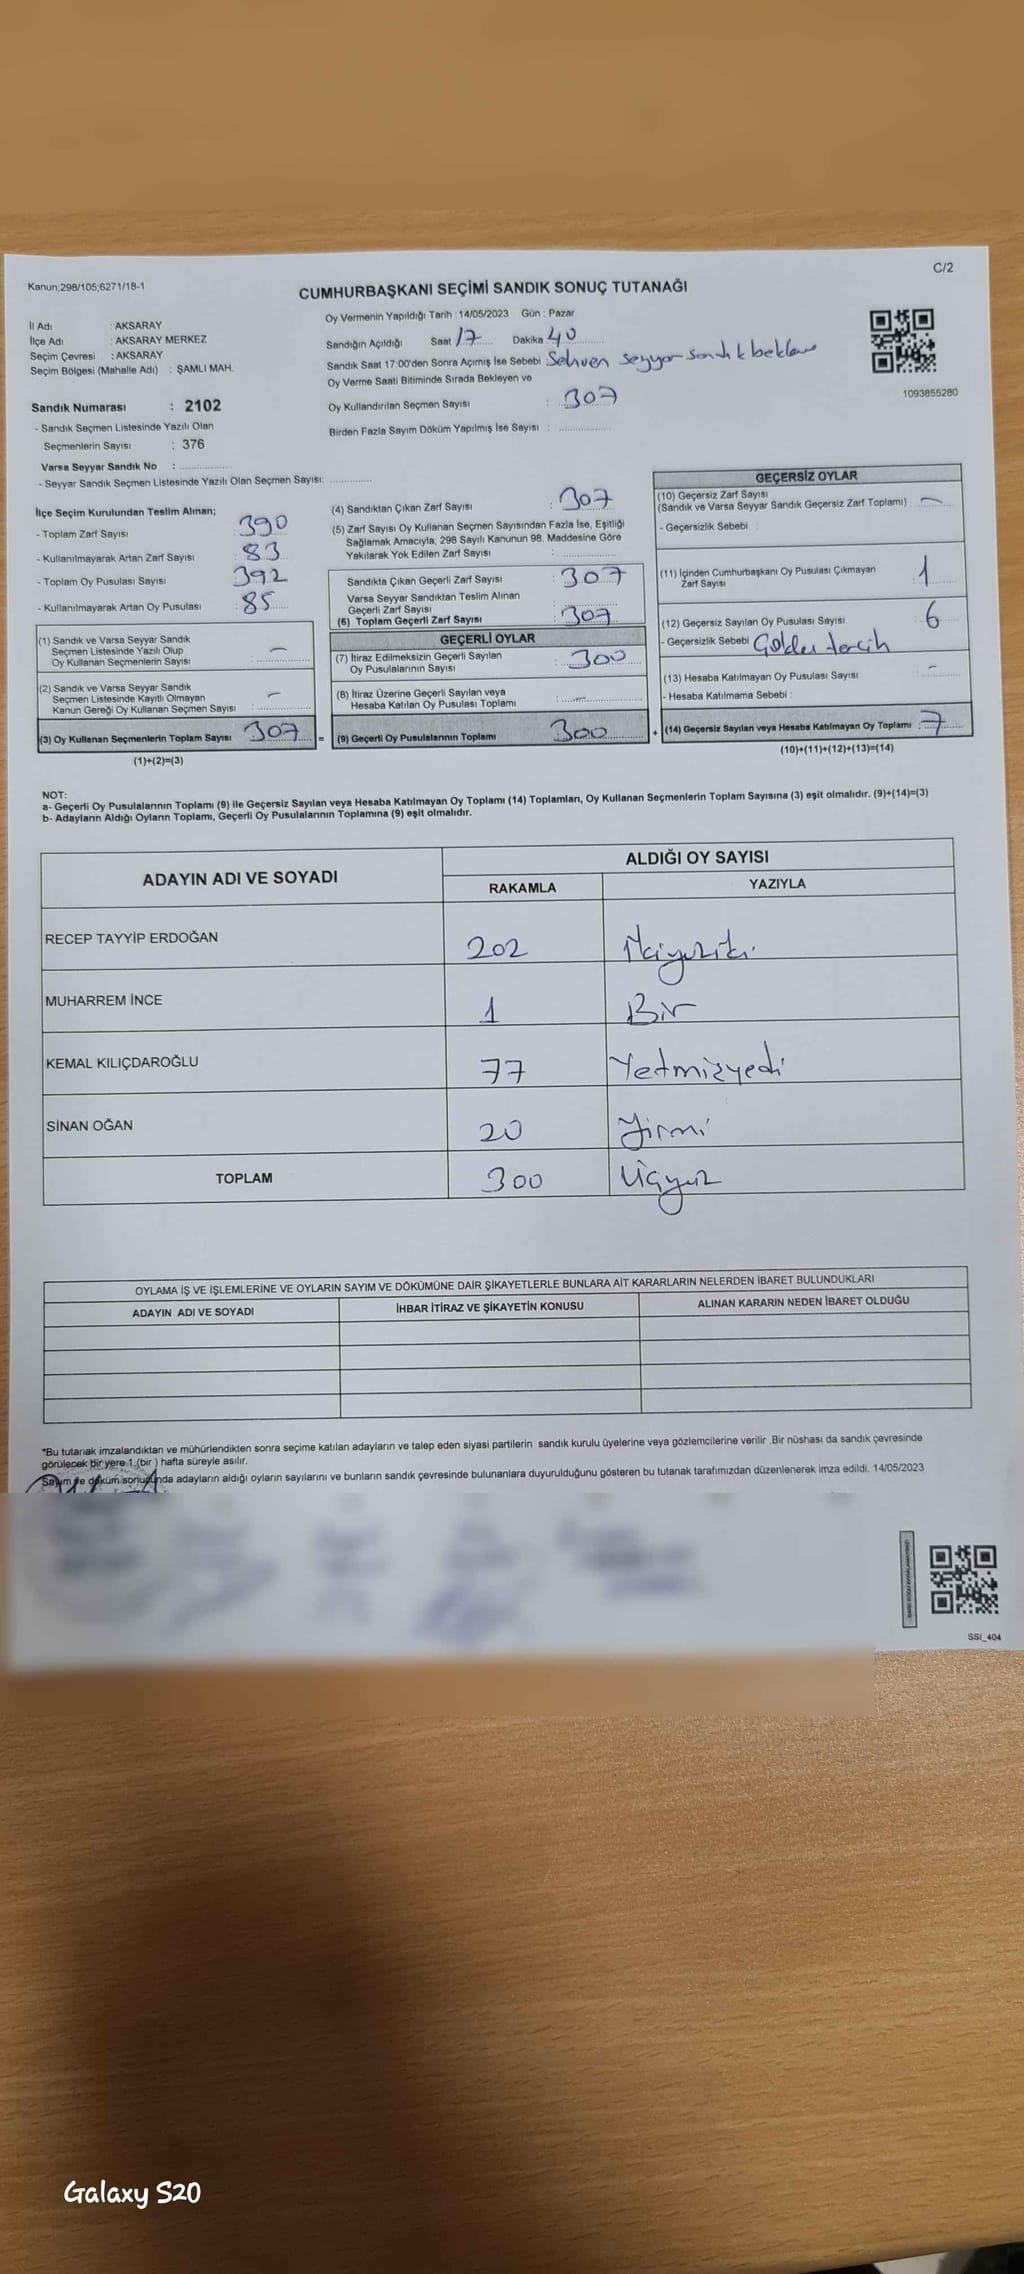 C/2
Kanun;298/105;6271/18-1
CUMHURBAŞKANI SEÇİMİ SANDIK SONUÇ TUTANAĞI
İl Adı : AKSARAY
İlçe Adı : AKSARAY MERKEZ
Seçim Çevresi : AKSARAY
Seçim Bölgesi (Mahalle Adı) : ŞAMLI MAH.
Sandık Numarası : 2102
- Sandık Seçmen Listesinde Yazılı Olan
Seçmenlerin Sayısı : 376
Varsa Seyyar Sandık No :
- Seyyar Sandık Seçmen Listesinde Yazılı Olan Seçmen Sayısı:
Oy Vermenin Yapıldığı Tarih :14/05/2023 Gün : Pazar
Sandığın Açıldığı Saat 17 Dakika 40
Sandık Saat 17:00'den Sonra Açımış İse Sebebi Sehven seyyar sandık bekleme
Oy Verme Saati Bitiminde Sırada Bekleyen ve
Oy Kullandırılan Seçmen Sayısı : 307
Birden Fazla Sayım Döküm Yapılmış İse Sayısı :
1093855280
İlçe Seçim Kurulundan Teslim Alınan;
- Toplam Zarf Sayısı : 390
- Kullanılmayarak Artan Zarf Sayısı : 83
- Toplam Oy Pusulası Sayısı : 392
- Kullanılmayarak Artan Oy Pusulası : 85
(1) Sandık ve Varsa Seyyar Sandık
Seçmen Listesinde Yazılı Olup
Oy Kullanan Seçmenlerin Sayısı : -
(2) Sandık ve Varsa Seyyar Sandık
Seçmen Listesinde Kayıtlı Olmayan
Kanun Gereği Oy Kullanan Seçmen Sayısı : -
(3) Oy Kullanan Seçmenlerin Toplam Sayısı 307
(1)+(2)=(3)
(4) Sandıktan Çıkan Zarf Sayısı : 307
(5) Zarf Sayısı Oy Kullanan Seçmen Sayısından Fazla İse, Eşitliği
Sağlamak Amacıyla, 298 Sayılı Kanunun 98. Maddesine Göre
Yakılarak Yok Edilen Zarf Sayısı :
Sandıkta Çıkan Geçerli Zarf Sayısı : 307
Varsa Seyyar Sandıktan Teslim Alınan
Geçerli Zarf Sayısı :
(6) Toplam Geçerli Zarf Sayısı : 307
GEÇERLİ OYLAR
(7) İtiraz Edilmeksizin Geçerli Sayılan
Oy Pusulalarının Sayısı : 300
(8) İtiraz Üzerine Geçerli Sayılan veya
Hesaba Katılan Oy Pusulası Toplamı : -
= (9) Geçerli Oy Pusulalarının Toplamı 300
GEÇERSİZ OYLAR
(10) Geçersiz Zarf Sayısı
(Sandık ve Varsa Seyyar Sandık Geçersiz Zarf Toplamı) : -
- Geçersizlik Sebebi :
(11) İçinden Cumhurbaşkanı Oy Pusulası Çıkmayan
Zarf Sayısı : 1
(12) Geçersiz Sayılan Oy Pusulası Sayısı : 6
- Geçersizlik Sebebi tercih
(13) Hesaba Katılmayan Oy Pusulası Sayısı : -
- Hesaba Katılmama Sebebi :
+ (14) Geçersiz Sayılan veya Hesaba Katılmayan Oy Toplamı : 7
(10)+(11)+(12)+(13)=(14)
NOT:
a- Geçerli Oy Pusulalarının Toplamı (9) ile Geçersiz Sayılan veya Hesaba Katılmayan Oy Toplamı (14) Toplamları, Oy Kullanan Seçmenlerin Toplam Sayısına (3) eşit olmalıdır. (9)+(14)=(3)
b- Adayların Aldığı Oyların Toplamı, Geçerli Oy Pusulalarının Toplamına (9) eşit olmalıdır.
ADAYIN ADI VE SOYADI
ALDIĞI OY SAYISI
RAKAMLA YAZIYLA
RECEP TAYYİP ERDOĞAN 202 İkiyüziki
MUHARREM İNCE 1 Bir
KEMAL KILIÇDAROĞLU 77 Yetmişyedi
SİNAN OĞAN 20 Yirmi
TOPLAM 300 Üçyüz
OYLAMA İŞ VE İŞLEMLERİNE VE OYLARIN SAYIM VE DÖKÜMÜNE DAİR ŞİKAYETLERLE BUNLARA AİT KARARLARIN NELERDEN İBARET BULUNDUKLARI
ADAYIN ADI VE SOYADI İHBAR İTİRAZ VE ŞİKAYETİN KONUSU ALINAN KARARIN NEDEN İBARET OLDUĞU
*Bu tutanak imzalandıktan ve mühürlendikten sonra seçime katılan adayların ve talep eden siyasi partilerin sandık kurulu üyelerine veya gözlemcilerine verilir .Bir nüshası da sandık çevresinde
görülecek bir yere 1 (bir ) hafta süreyle asılır.
Sayım ve döküm sonucunda adayların aldığı oyların sayılarını ve bunların sandık çevresinde bulunanlara duyurulduğunu gösteren bu tutanak tarafımızdan düzenlenerek imza edildi. 14/05/2023
SSI_404
Galaxy S20